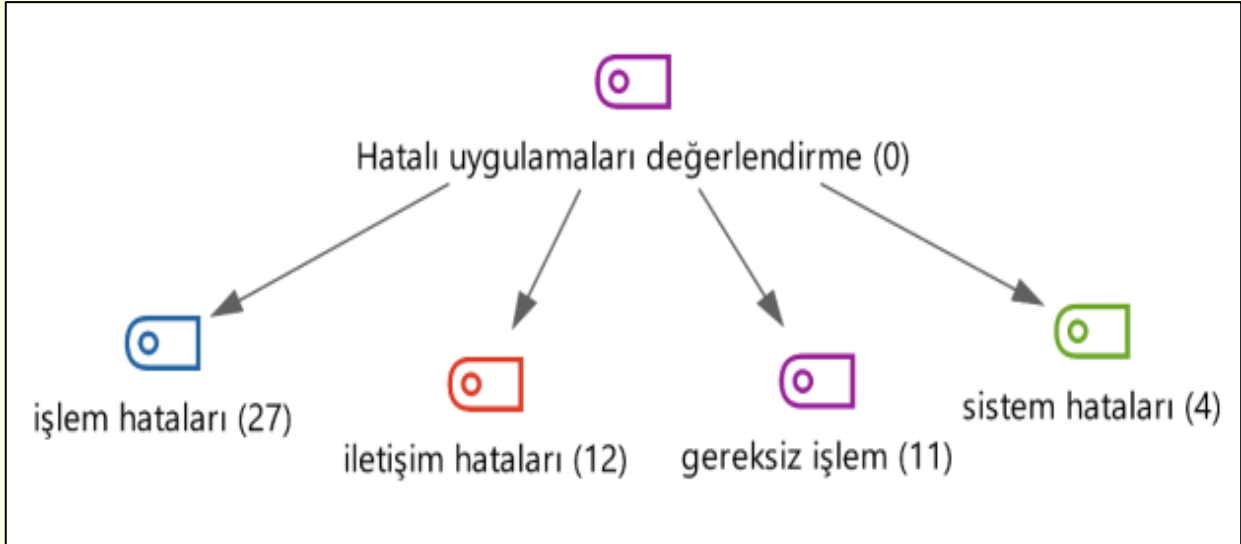 Hatalı uygulamaları değerlendirme (0)
işlem hataları (27)
iletişim hataları (12)
gereksiz işlem (11)
sistem hataları (4)